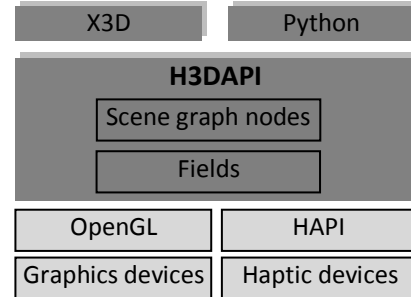 X3D Python
H3DAPI
Scene graph nodes
Fields
OpenGL HAPI
Graphics devices Haptic devices